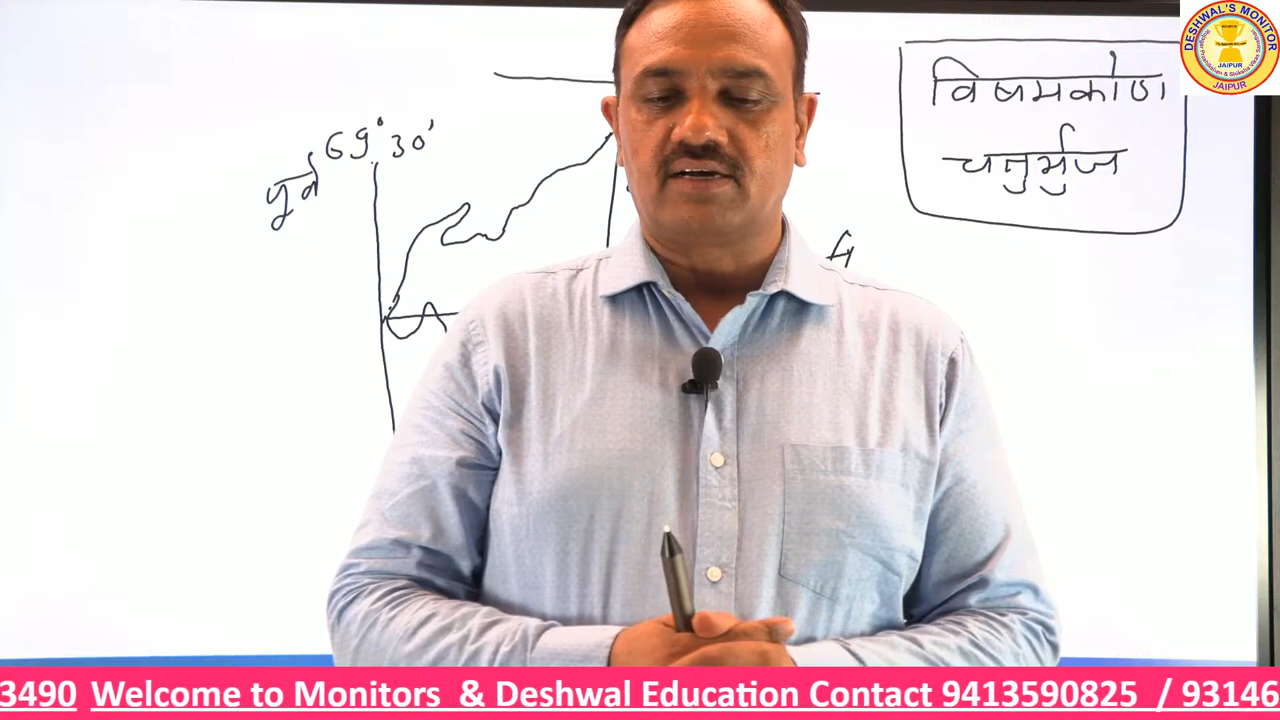 विषमकोण
चतुर्भुज
69° 30'
पूर्व
DESHWAL'S MONITOR
JAIPUR
JAIPUR
3490 Welcome to Monitors & Deshwal Education Contact 9413590825 / 93146